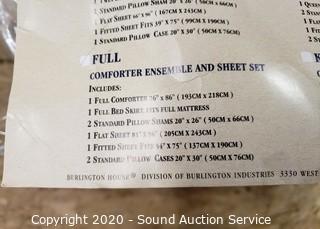 1 STANDARD PILLOW SHAM 20" x 26" (50CM x 66CM)
1 FLAT SHEET 66" x 96" (167CM x 243CM)
1 FITTED SHEET FITS 39" x 75" (99CM x 190CM)
1 STANDARD PILLOW CASE 20" x 30" (50CM x 76CM)
1 QUEEN
2 STAN
FULL
COMFORTER ENSEMBLE AND SHEET SET
INCLUDES:
1 FULL COMFORTER 76" x 86" (193CM x 218CM)
1 FULL BED SKIRT FITS FULL MATTRESS
2 STANDARD PILLOW SHAMS 20" x 26" (50CM x 66CM)
1 FLAT SHEET 81" x 96" (205CM x 243CM)
1 FITTED SHEET FITS 54" x 75" (137CM x 190CM)
2 STANDARD PILLOW CASES 20" x 30" (50CM x 76CM)
BURLINGTON HOUSE® DIVISION OF BURLINGTON INDUSTRIES 3330 WEST
Copyright 2020 - Sound Auction Service